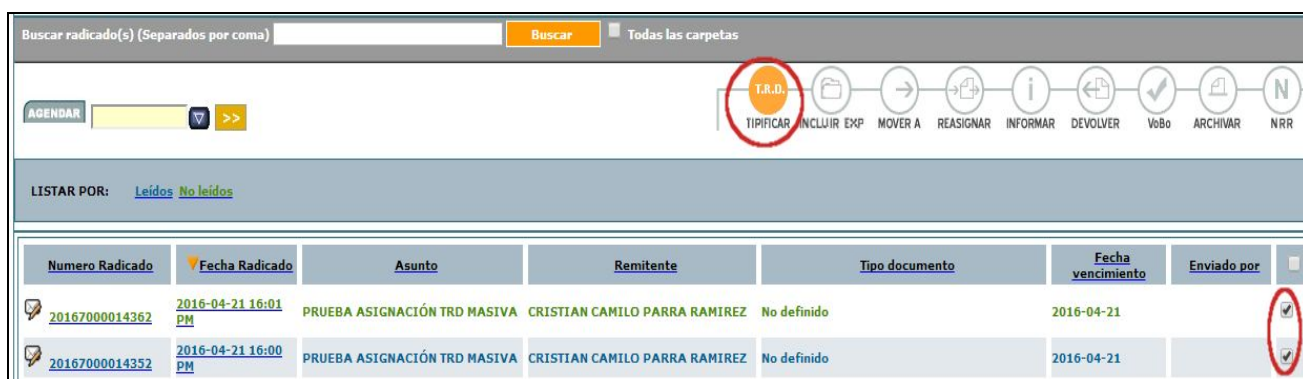 Buscar radicado(s) (Separados por coma) Buscar Todas las carpetas
T.R.D. i N
AGENDAR >> TIPIFICAR INCLUIR EXP MOVER A REASIGNAR INFORMAR DEVOLVER VoBo ARCHIVAR NRR
LISTAR POR: Leídos No leídos
Numero Radicado Fecha Radicado Asunto Remitente Tipo documento Fecha vencimiento Enviado por
20167000014362 2016-04-21 16:01 PM PRUEBA ASIGNACIÓN TRD MASIVA CRISTIAN CAMILO PARRA RAMIREZ No definido 2016-04-21
20167000014352 2016-04-21 16:00 PM PRUEBA ASIGNACIÓN TRD MASIVA CRISTIAN CAMILO PARRA RAMIREZ No definido 2016-04-21